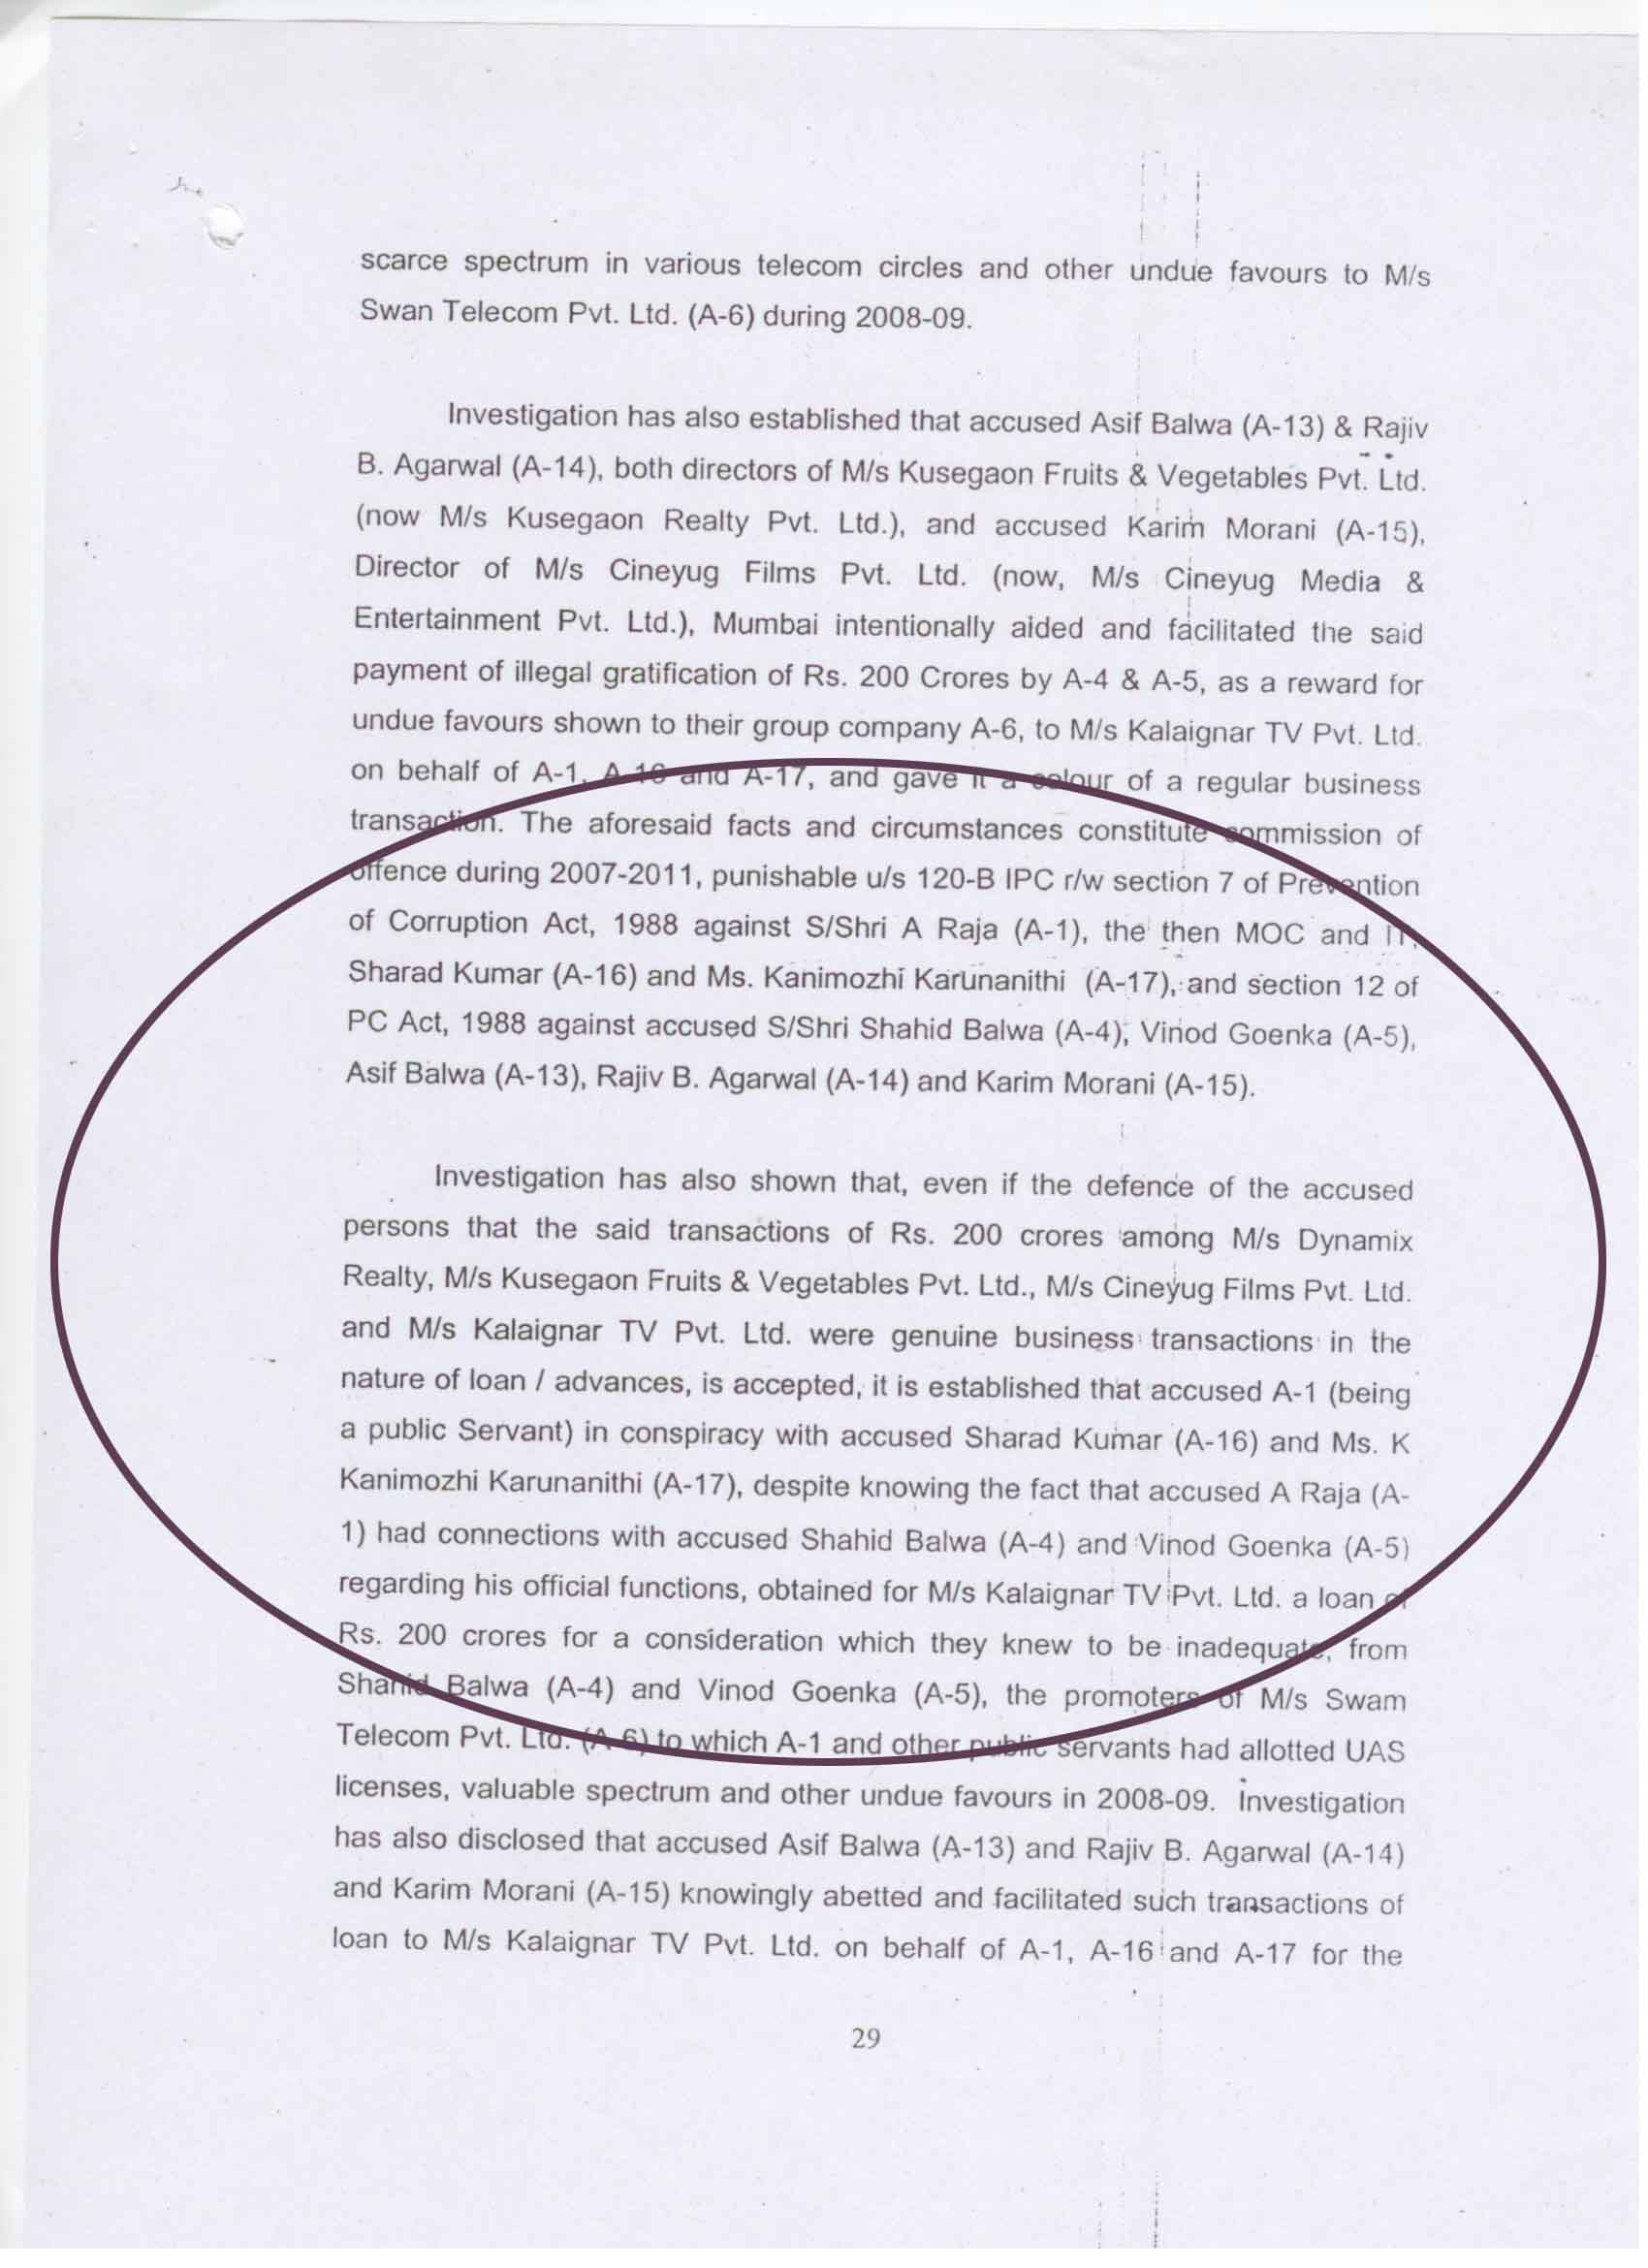 scarce spectrum in various telecom circles and other undue favours to M/s
Swan Telecom Pvt. Ltd. (A-6) during 2008-09.
Investigation has also established that accused Asif Balwa (A-13) & Rajiv
B. Agarwal (A-14), both directors of M/s Kusegaon Fruits & Vegetables Pvt. Ltd.
(now M/s Kusegaon Realty Pvt. Ltd.), and accused Karim Morani (A-15),
Director of M/s Cineyug Films Pvt. Ltd. (now, M/s Cineyug Media &
Entertainment Pvt. Ltd.), Mumbai intentionally aided and facilitated the said
payment of illegal gratification of Rs. 200 Crores by A-4 & A-5, as a reward for
undue favours shown to their group company A-6, to M/s Kalaignar TV Pvt. Ltd.
on behalf of A-1, A-16 and A-17, and gave it a colour of a regular business
transaction. The aforesaid facts and circumstances constitute commission of
offence during 2007-2011, punishable u/s 120-B IPC r/w section 7 of Prevention
of Corruption Act, 1988 against S/Shri A Raja (A-1), the then MOC and IT,
Sharad Kumar (A-16) and Ms. Kanimozhi Karunanithi (A-17), and section 12 of
PC Act, 1988 against accused S/Shri Shahid Balwa (A-4), Vinod Goenka (A-5),
Asif Balwa (A-13), Rajiv B. Agarwal (A-14) and Karim Morani (A-15).
Investigation has also shown that, even if the defence of the accused
persons that the said transactions of Rs. 200 crores among M/s Dynamix
Realty, M/s Kusegaon Fruits & Vegetables Pvt. Ltd., M/s Cineyug Films Pvt. Ltd.
and M/s Kalaignar TV Pvt. Ltd. were genuine business transactions in the
nature of loan / advances, is accepted, it is established that accused A-1 (being
a public Servant) in conspiracy with accused Sharad Kumar (A-16) and Ms. K
Kanimozhi Karunanithi (A-17), despite knowing the fact that accused A Raja (A-
1) had connections with accused Shahid Balwa (A-4) and Vinod Goenka (A-5)
regarding his official functions, obtained for M/s Kalaignar TV Pvt. Ltd. a loan of
Rs. 200 crores for a consideration which they knew to be inadequate, from
Shahid Balwa (A-4) and Vinod Goenka (A-5), the promoters of M/s Swam
Telecom Pvt. Ltd. (A-6) to which A-1 and other public servants had allotted UAS
licenses, valuable spectrum and other undue favours in 2008-09. Investigation
has also disclosed that accused Asif Balwa (A-13) and Rajiv B. Agarwal (A-14)
and Karim Morani (A-15) knowingly abetted and facilitated such transactions of
loan to M/s Kalaignar TV Pvt. Ltd. on behalf of A-1, A-16 and A-17 for the
29